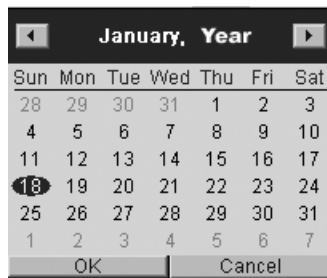 January, Year
Sun Mon Tue Wed Thu Fri Sat
28 29 30 31 1 2 3
4 5 6 7 8 9 10
11 12 13 14 15 16 17
18 19 20 21 22 23 24
25 26 27 28 29 30 31
1 2 3 4 5 6 7
OK Cancel